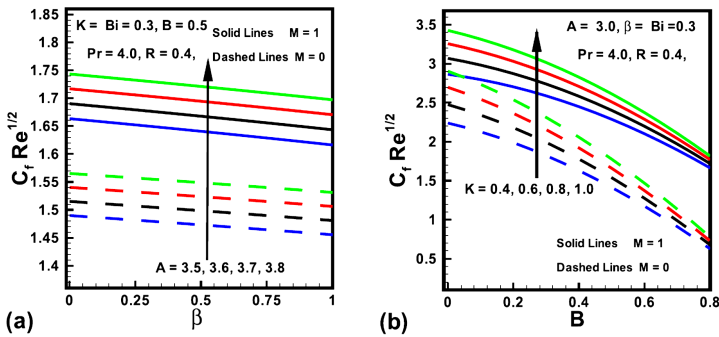 K = Bi = 0.3, B = 0.5
Solid Lines M = 1
Pr = 4.0, R = 0.4,
Dashed Lines M = 0
1.85
1.8
1.75
1.7
1.65
1.6
1.55
1.5
1.45
1.4
C_f Re^1/2
A = 3.5, 3.6, 3.7, 3.8
0 0.25 0.5 0.75 1
β
(a)
A = 3.0, β = Bi = 0.3
Pr = 4.0, R = 0.4,
3.5
3
2.5
2
1.5
1
0.5
C_f Re^1/2
K = 0.4, 0.6, 0.8, 1.0
Solid Lines M = 1
Dashed Lines M = 0
0 0.2 0.4 0.6 0.8
B
(b)